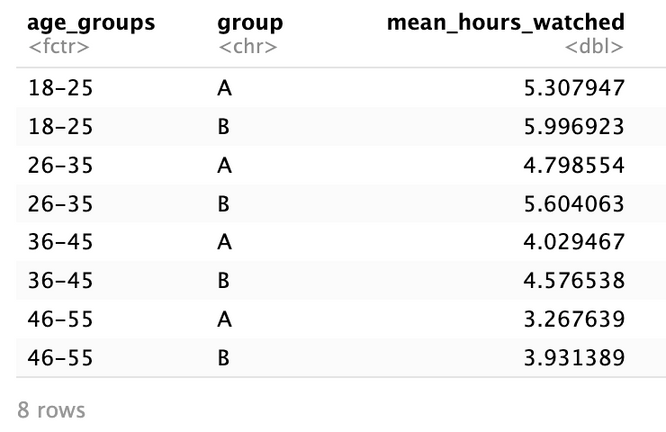 age_groups group mean_hours_watched
<fctr> <chr> <dbl>
18-25 A 5.307947
18-25 B 5.996923
26-35 A 4.798554
26-35 B 5.604063
36-45 A 4.029467
36-45 B 4.576538
46-55 A 3.267639
46-55 B 3.931389
8 rows